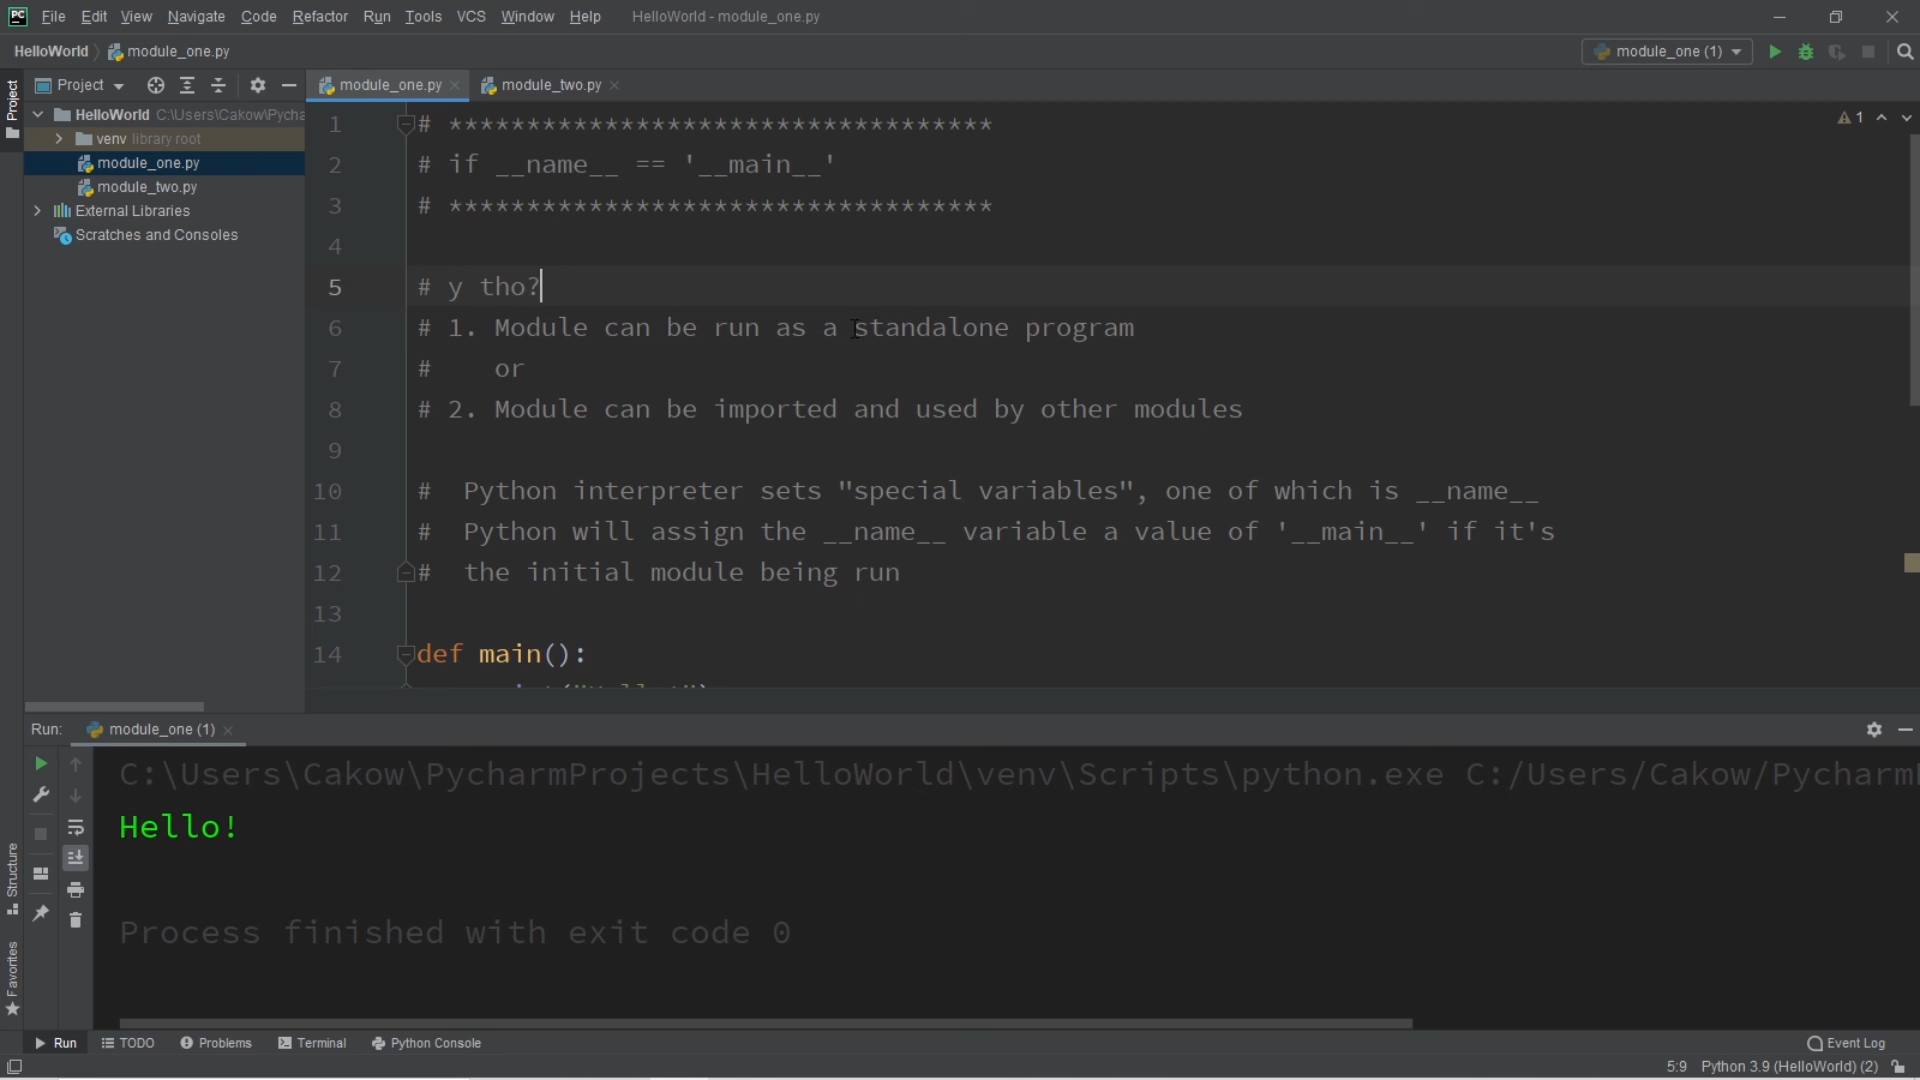 PC File Edit View Navigate Code Refactor Run Tools VCS Window Help HelloWorld - module_one.py
HelloWorld module_one.py module_one (1)
Project
Project
module_one.py module_two.py
HelloWorld C:\Users\Cakow\Pycha
venv library root
module_one.py
module_two.py
External Libraries
Scratches and Consoles
1 # ***********************************
1
2 # if __name__ == '__main__'
3 # ***********************************
4
5 # y tho?
6 # 1. Module can be run as a standalone program
7 #    or
8 # 2. Module can be imported and used by other modules
9
10 #  Python interpreter sets "special variables", one of which is __name__
11 #  Python will assign the __name__ variable a value of '__main__' if it's
12 #  the initial module being run
13
14 def main():
Run: module_one (1)
C:\Users\Cakow\PycharmProjects\HelloWorld\venv\Scripts\python.exe C:/Users/Cakow/Pycharm
Hello!
Process finished with exit code 0
Structure
Favorites
Run TODO Problems Terminal Python Console Event Log
5:9 Python 3.9 (HelloWorld) (2)